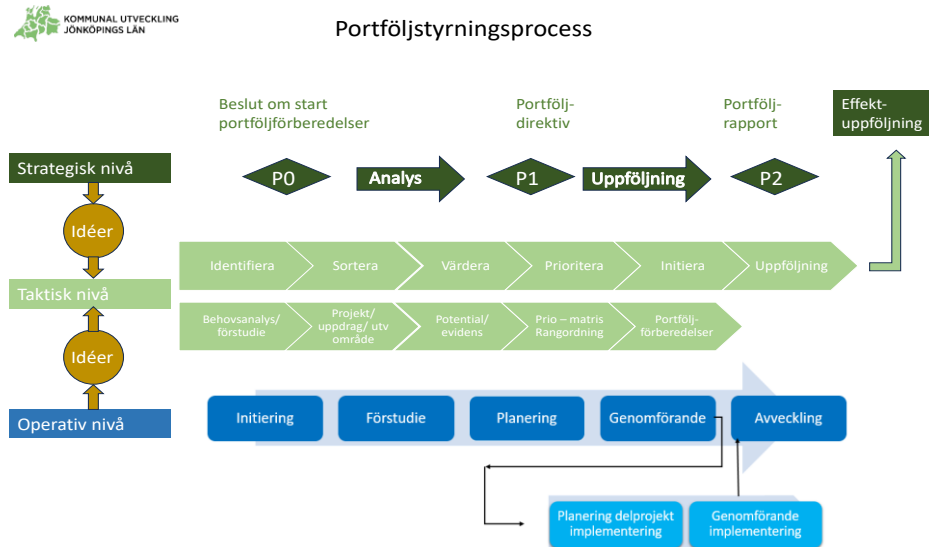 KOMMUNAL UTVECKLING
JÖNKÖPINGS LÄN
Portföljstyrningsprocess
Beslut om start
portföljförberedelser
Portfölj-
direktiv
Portfölj-
rapport
Effekt-
uppföljning
Strategisk nivå
P0
Analys
P1
Uppföljning
P2
Idéer
Identifiera
Sortera
Värdera
Prioritera
Initiera
Uppföljning
Taktisk nivå
Behovsanalys/
förstudie
Projekt/
uppdrag/ utv
område
Potential/
evidens
Prio – matris
Rangordning
Portfölj-
förberedelser
Idéer
Operativ nivå
Initiering
Förstudie
Planering
Genomförande
Avveckling
Planering delprojekt
implementering
Genomförande
implementering